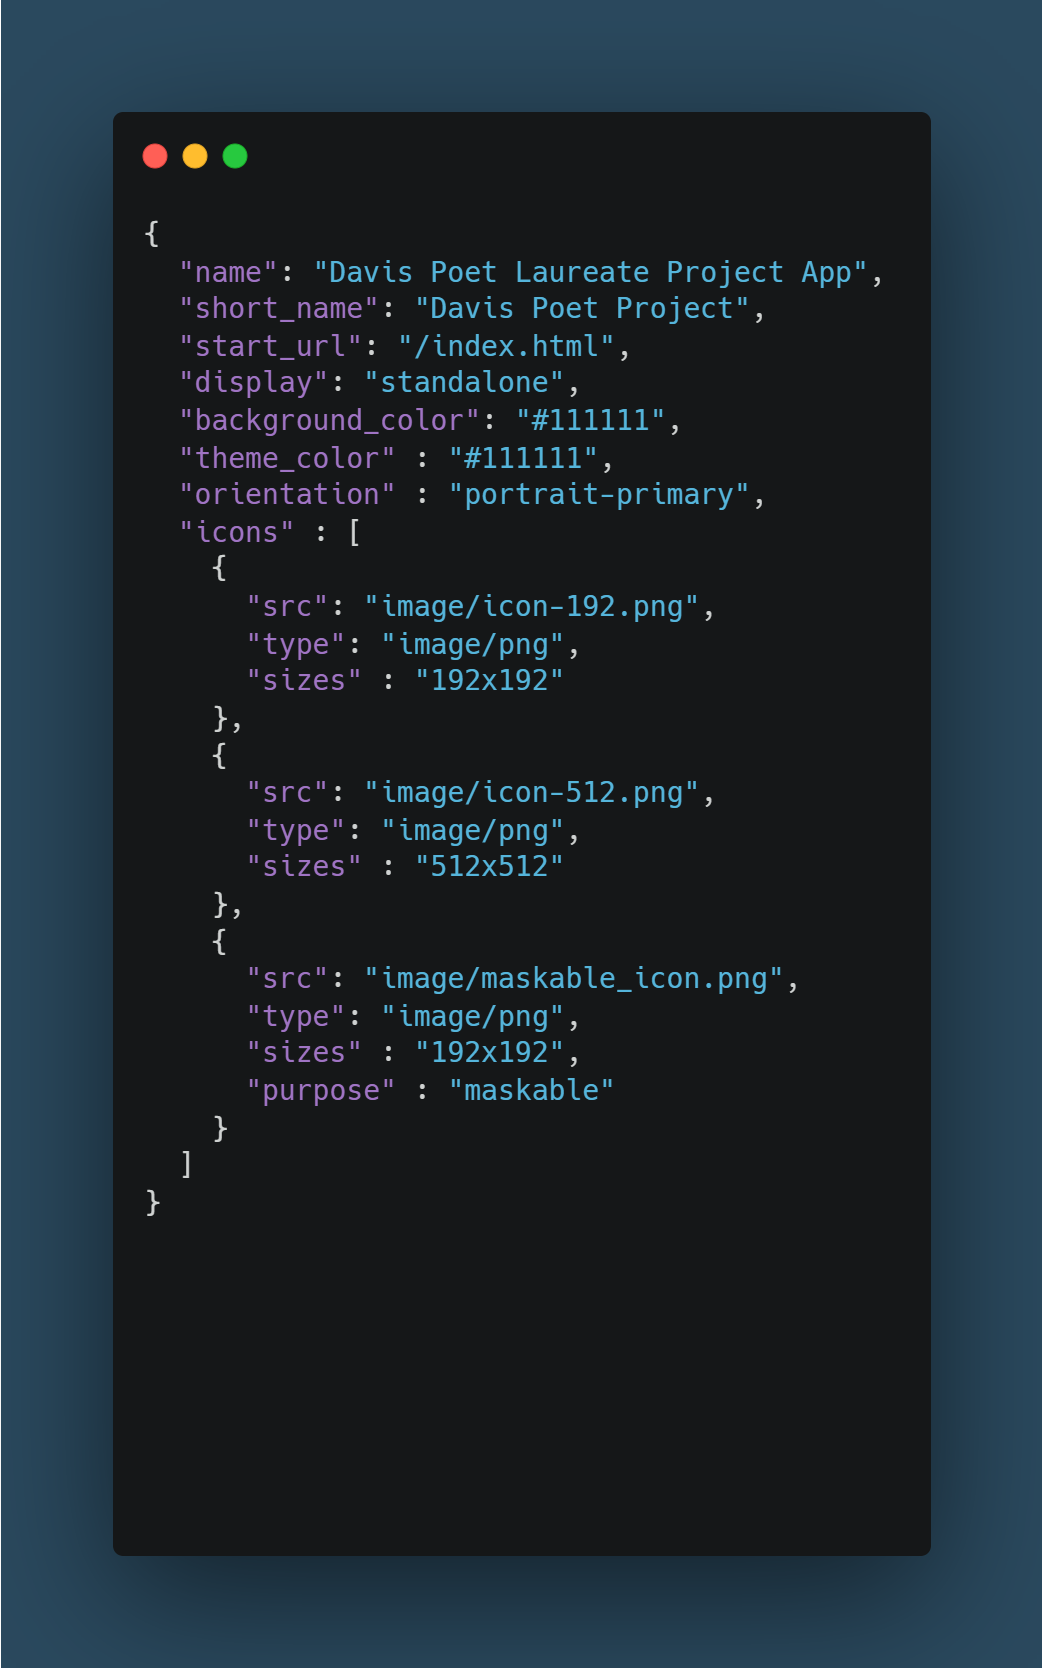 {
  "name": "Davis Poet Laureate Project App",
  "short_name": "Davis Poet Project",
  "start_url": "/index.html",
  "display": "standalone",
  "background_color": "#111111",
  "theme_color" : "#111111",
  "orientation" : "portrait-primary",
  "icons" : [
    {
      "src": "image/icon-192.png",
      "type": "image/png",
      "sizes" : "192x192"
    },
    {
      "src": "image/icon-512.png",
      "type": "image/png",
      "sizes" : "512x512"
    },
    {
      "src": "image/maskable_icon.png",
      "type": "image/png",
      "sizes" : "192x192",
      "purpose" : "maskable"
    }
  ]
}